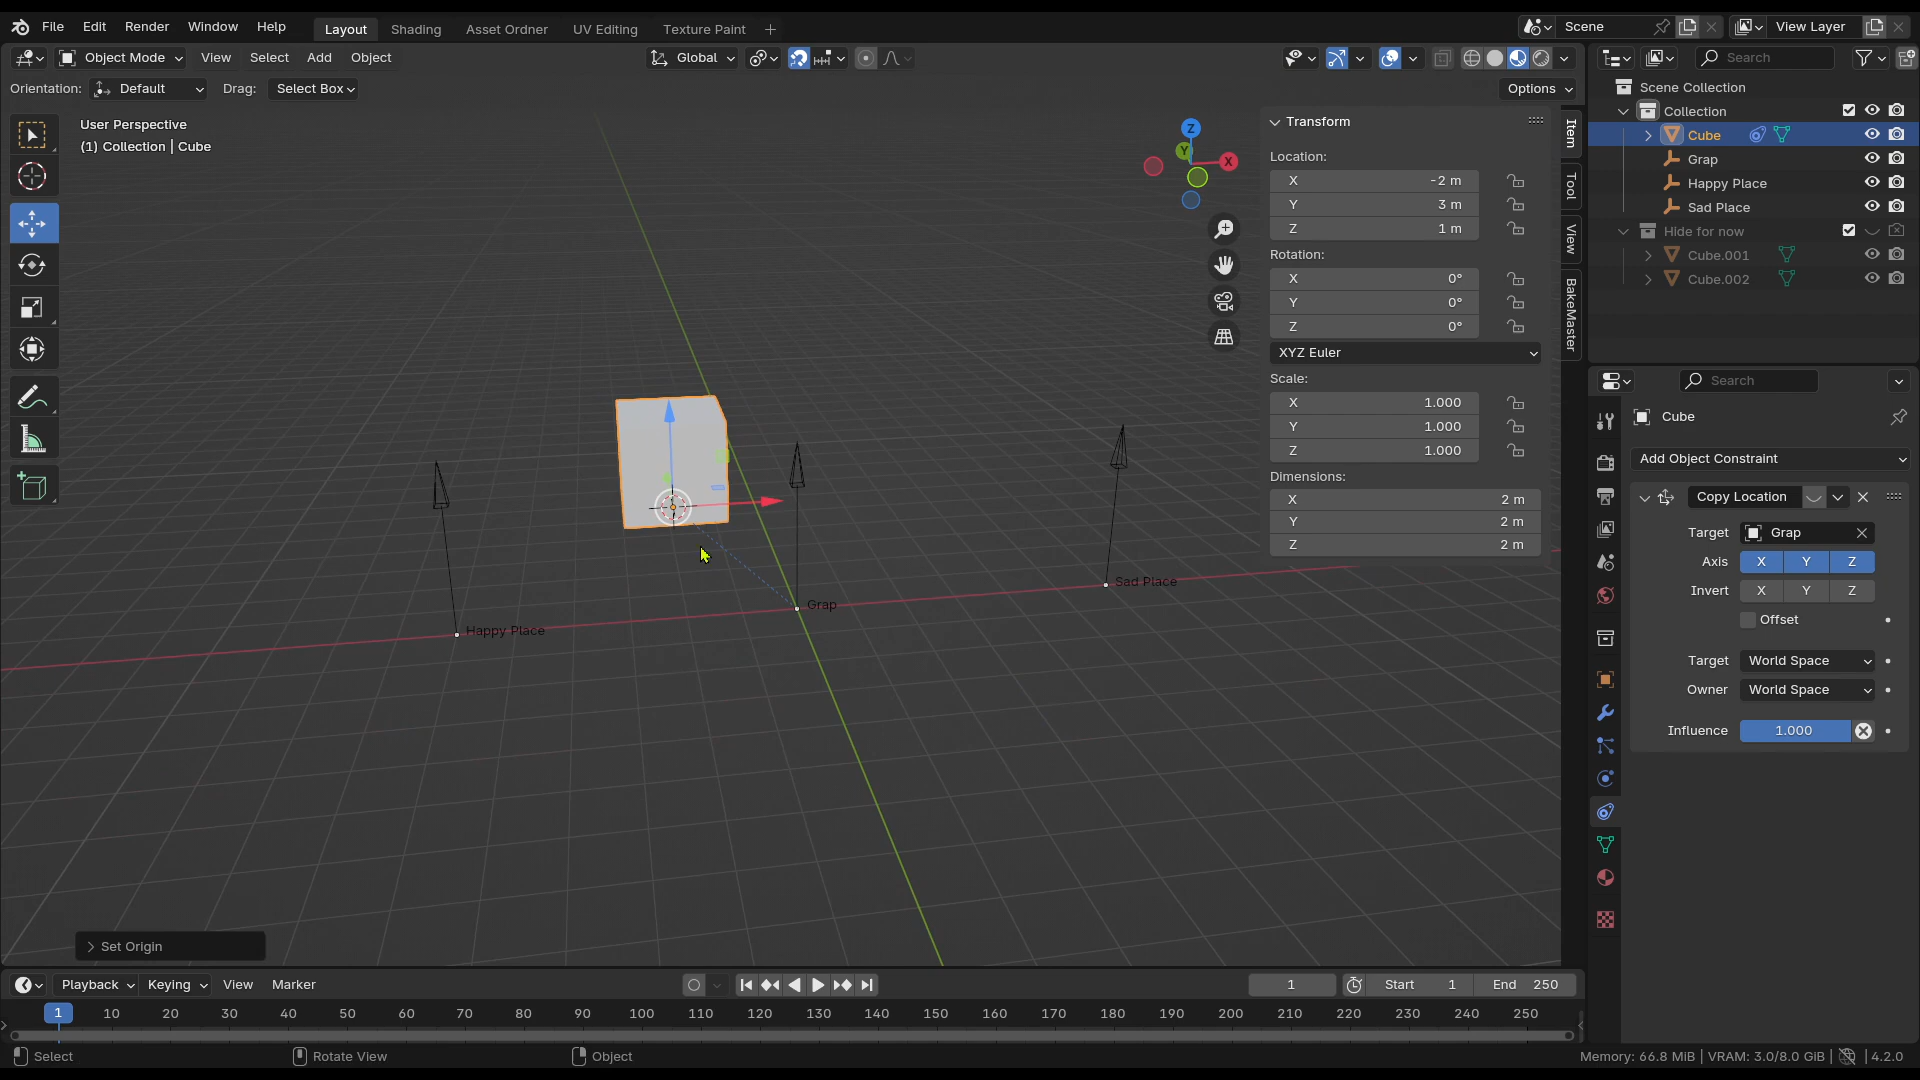 File Edit Render Window Help Layout Shading Asset Ordner UV Editing Texture Paint + Scene View Layer
Object Mode View Select Add Object Global Search
Orientation: Default Drag: Select Box Options
Scene Collection
Collection
Cube
Grap
Happy Place
Sad Place
Hide for now
Cube.001
Cube.002
User Perspective
(1) Collection | Cube
Z
Y
X
Transform
Location:
X -2 m
Y 3 m
Z 1 m
Rotation:
X 0°
Y 0°
Z 0°
XYZ Euler
Scale:
X 1.000
Y 1.000
Z 1.000
Dimensions:
X 2 m
Y 2 m
Z 2 m
Item
Tool
View
BakeMaster
Search
Cube
Add Object Constraint
Copy Location
Target Grap
Axis X Y Z
Invert X Y Z
Offset
Target World Space
Owner World Space
Influence 1.000
Sad Place
Grap
Happy Place
Set Origin
Playback Keying View Marker 1 Start 1 End 250
1 10 20 30 40 50 60 70 80 90 100 110 120 130 140 150 160 170 180 190 200 210 220 230 240 250
Select Rotate View Object Memory: 66.8 MiB | VRAM: 3.0/8.0 GiB | 4.2.0